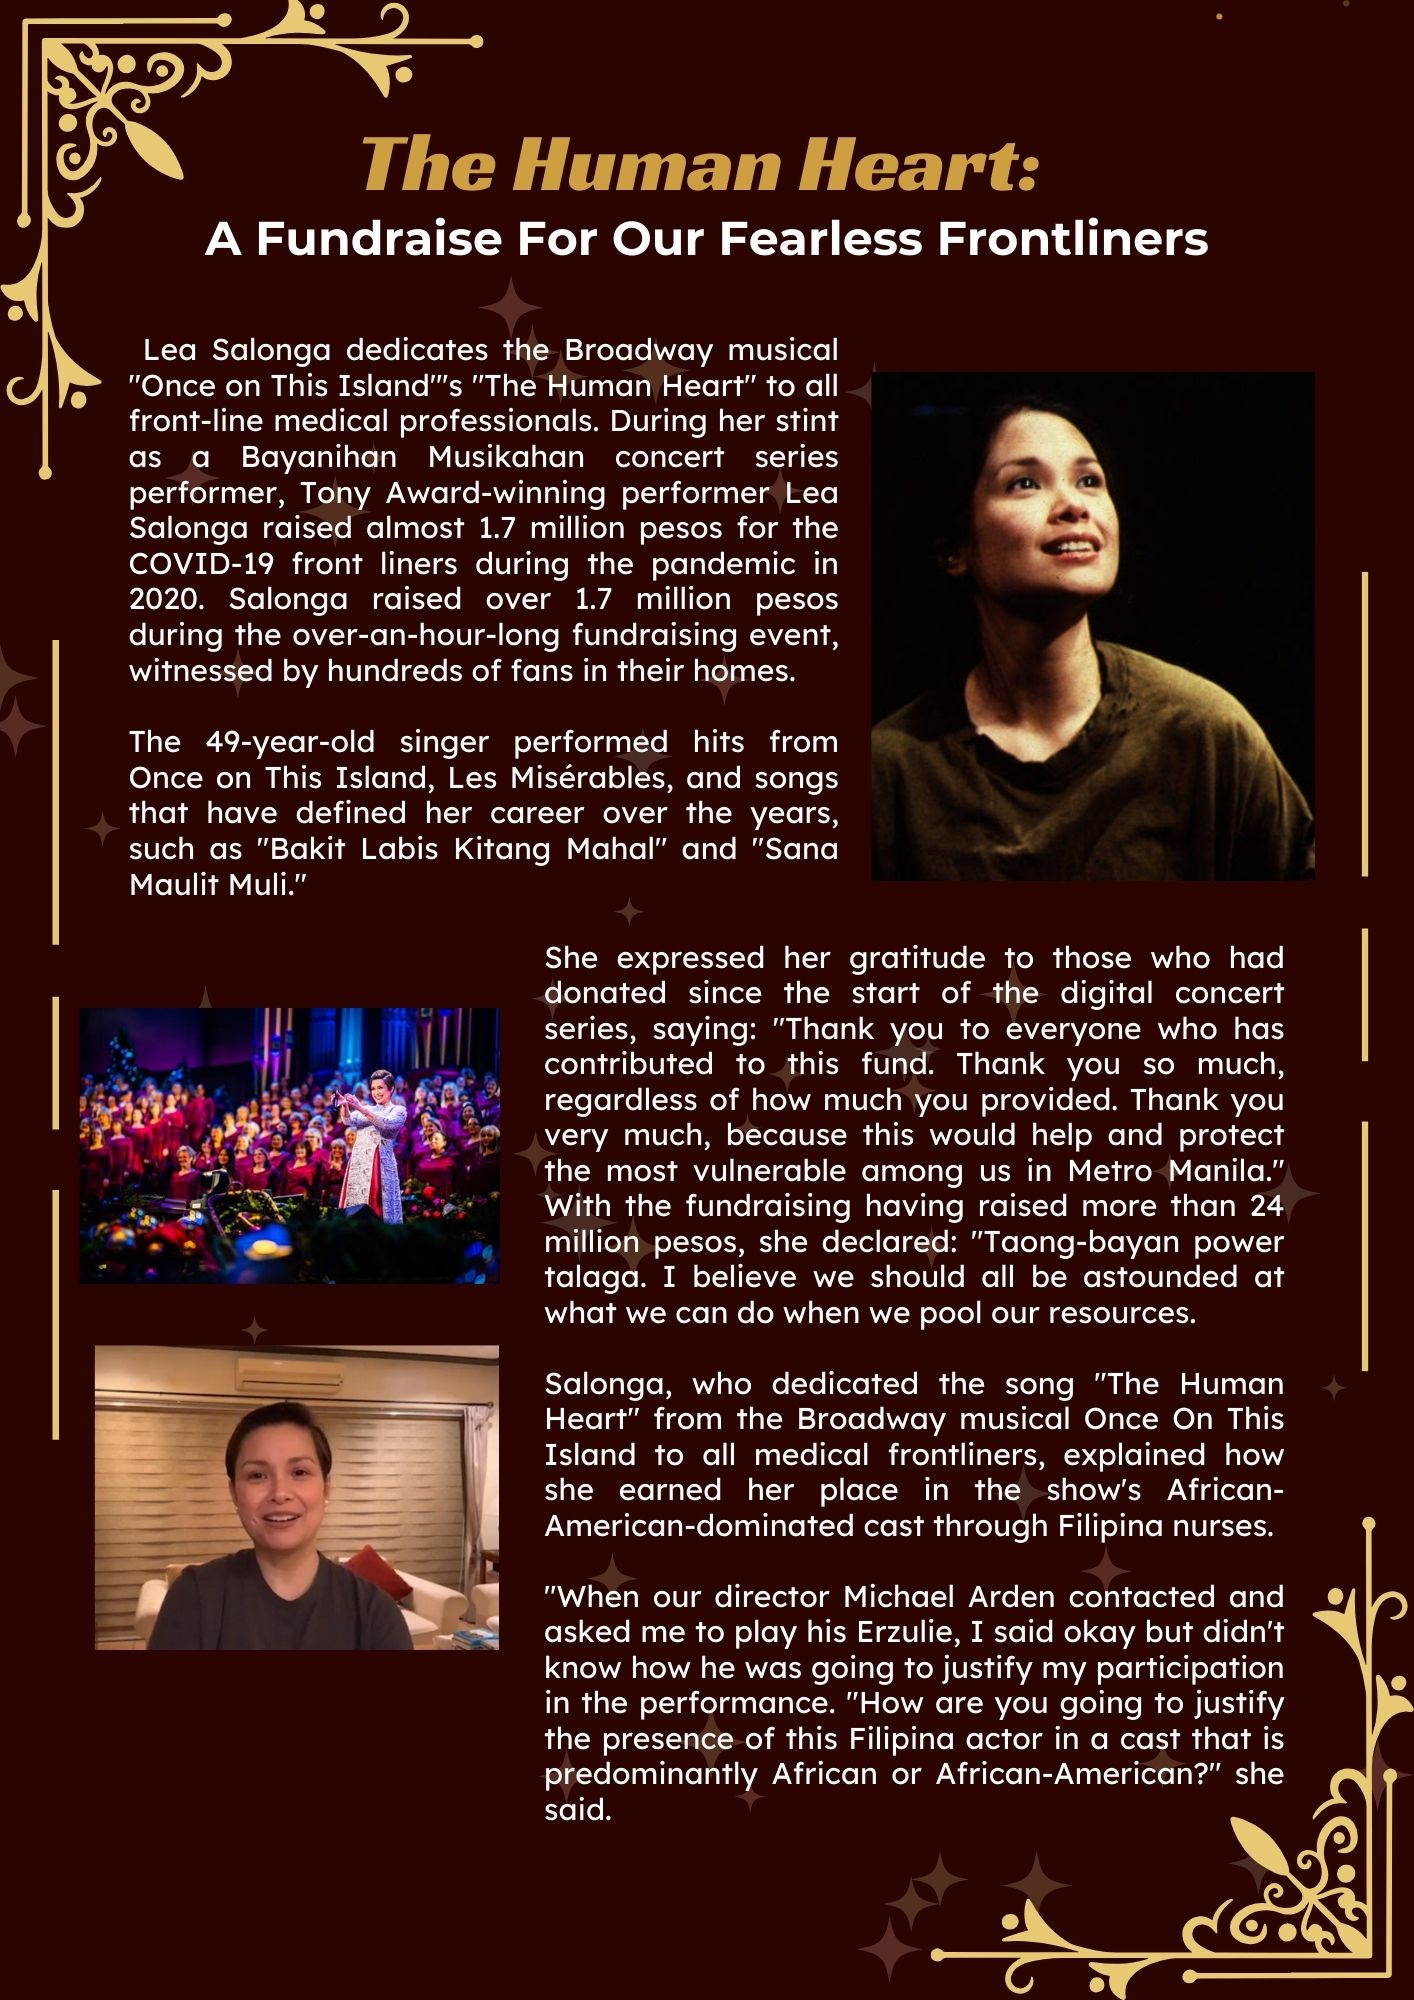 The Human Heart:
A Fundraise For Our Fearless Frontliners
Lea Salonga dedicates the Broadway musical
"Once on This Island"'s "The Human Heart" to all
front-line medical professionals. During her stint
as a Bayanihan Musikahan concert series
performer, Tony Award-winning performer Lea
Salonga raised almost 1.7 million pesos for the
COVID-19 front liners during the pandemic in
2020. Salonga raised over 1.7 million pesos
during the over-an-hour-long fundraising event,
witnessed by hundreds of fans in their homes.
The 49-year-old singer performed hits from
Once on This Island, Les Misérables, and songs
that have defined her career over the years,
such as "Bakit Labis Kitang Mahal" and "Sana
Maulit Muli."
She expressed her gratitude to those who had
donated since the start of the digital concert
series, saying: "Thank you to everyone who has
contributed to this fund. Thank you so much,
regardless of how much you provided. Thank you
very much, because this would help and protect
the most vulnerable among us in Metro Manila."
With the fundraising having raised more than 24
million pesos, she declared: "Taong-bayan power
talaga. I believe we should all be astounded at
what we can do when we pool our resources.
Salonga, who dedicated the song "The Human
Heart" from the Broadway musical Once On This
Island to all medical frontliners, explained how
she earned her place in the show's African-
American-dominated cast through Filipina nurses.
"When our director Michael Arden contacted and
asked me to play his Erzulie, I said okay but didn't
know how he was going to justify my participation
in the performance. "How are you going to justify
the presence of this Filipina actor in a cast that is
predominantly African or African-American?" she
said.